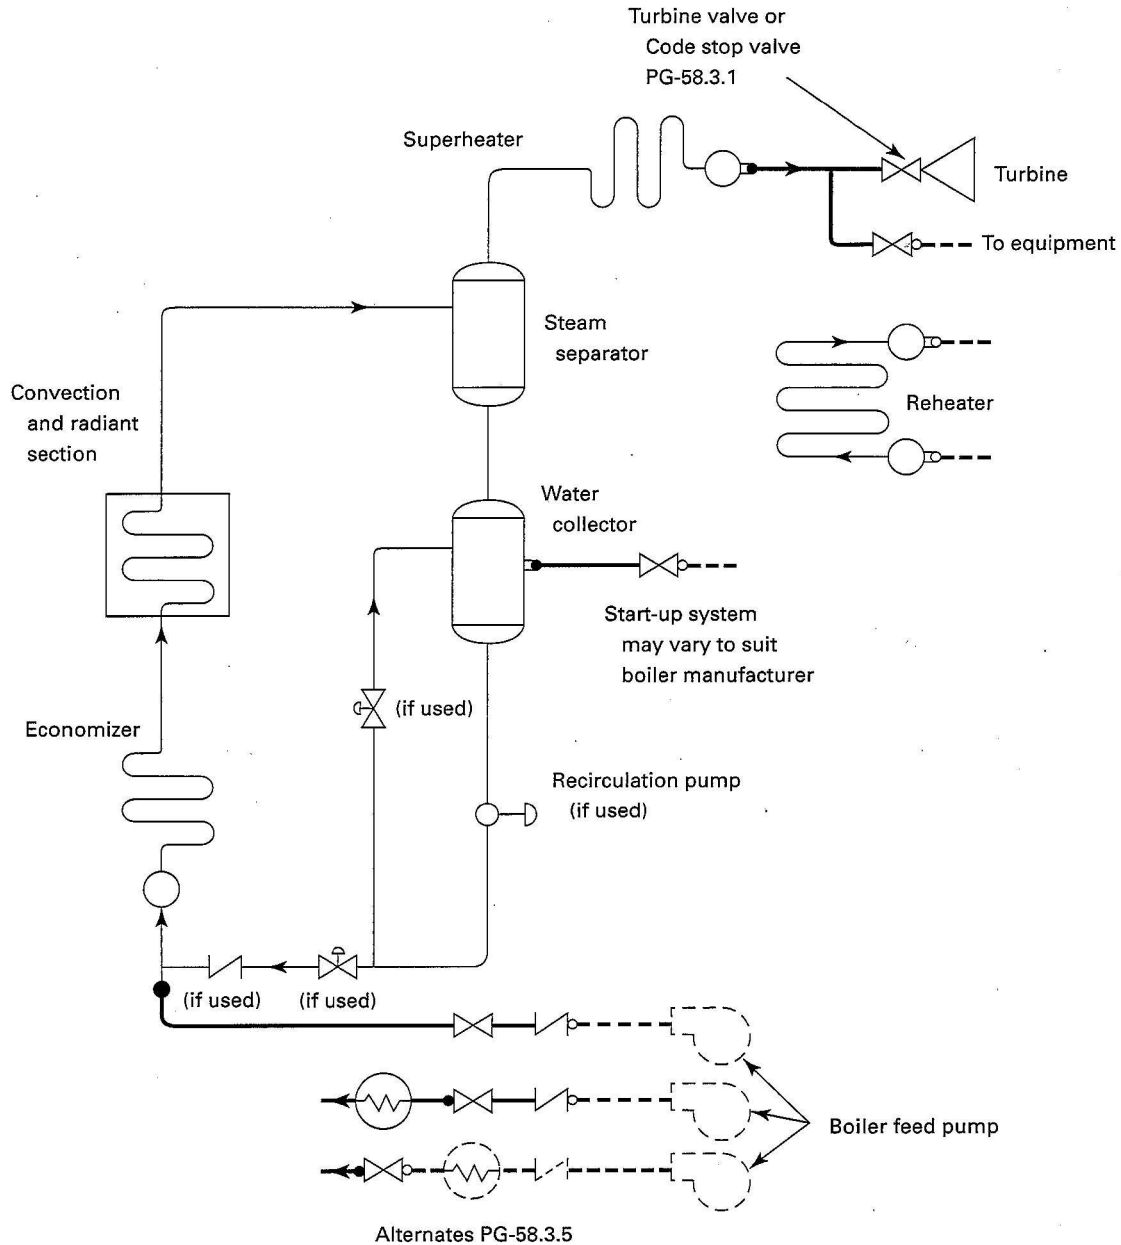 Turbine valve or
Code stop valve
PG-58.3.1
Superheater
Turbine
To equipment
Steam
separator
Convection
and radiant
section
Reheater
Water
collector
Start-up system
may vary to suit
boiler manufacturer
(if used)
Economizer
Recirculation pump
(if used)
(if used)
(if used)
Boiler feed pump
Alternates PG-58.3.5